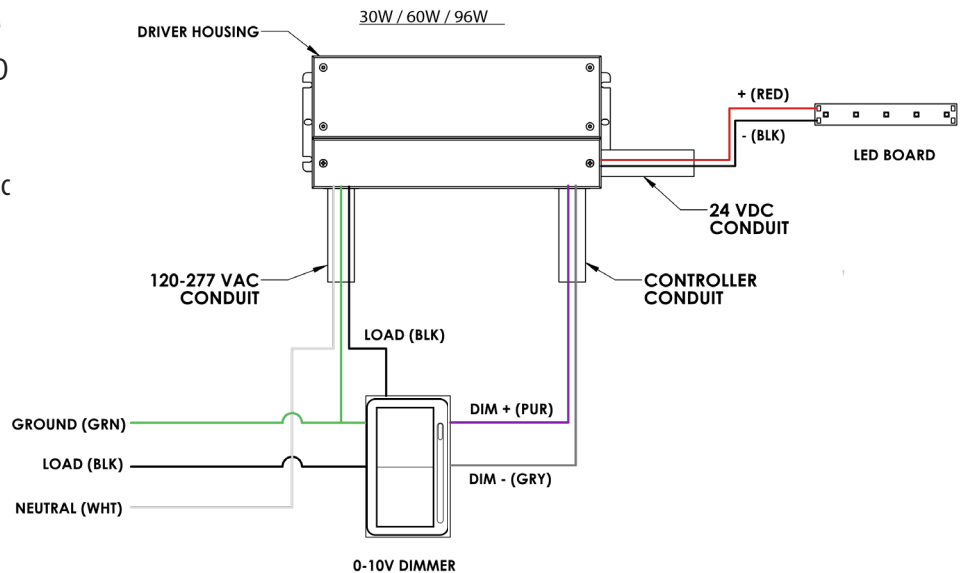 30W / 60W / 96W
DRIVER HOUSING
+ (RED)
- (BLK)
LED BOARD
24 VDC
CONDUIT
120-277 VAC
CONDUIT
CONTROLLER
CONDUIT
LOAD (BLK)
DIM + (PUR)
GROUND (GRN)
LOAD (BLK)
DIM - (GRY)
NEUTRAL (WHT)
0-10V DIMMER